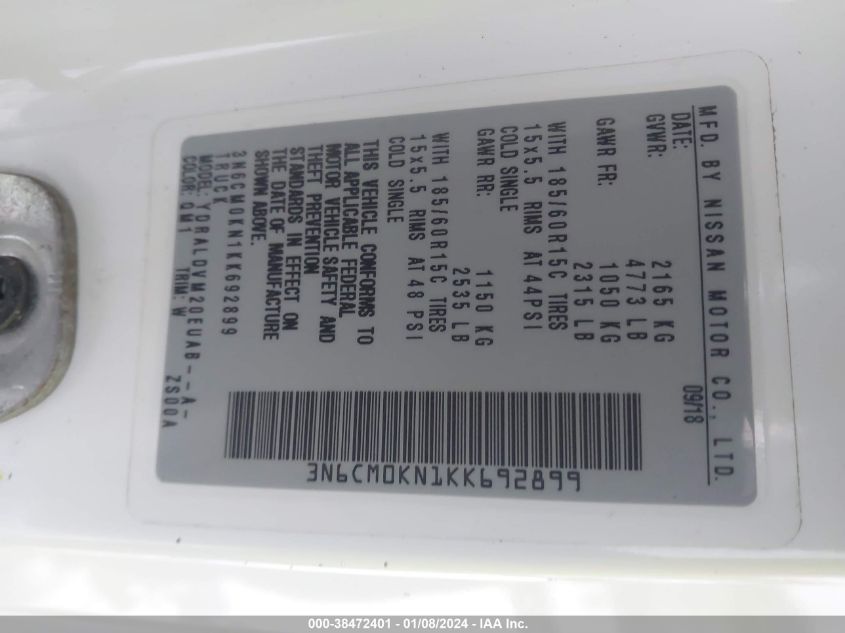 MFD. BY NISSAN MOTOR CO., LTD.
DATE: 09/18
GVWR: 2165 KG
4773 LB
GAWR FR: 1050 KG
2315 LB
WITH 185/60R15C TIRES
15x5.5 RIMS AT 44PSI
COLD SINGLE
GAWR RR: 1150 KG
2535 LB
WITH 185/60R15C TIRES
15x5.5 RIMS AT 48 PSI
COLD SINGLE
THIS VEHICLE CONFORMS TO
ALL APPLICABLE FEDERAL
MOTOR VEHICLE SAFETY AND
THEFT PREVENTION
STANDARDS IN EFFECT ON
THE DATE OF MANUFACTURE
SHOWN ABOVE.
3N6CM0KN1KK692899
TRUCK
MODEL: YDRALDVM20EUAB--A-
COLOR: QM1 TRIM: W ZS00A
3N6CM0KN1KK692899
000-38472401 - 01/08/2024 - IAA Inc.